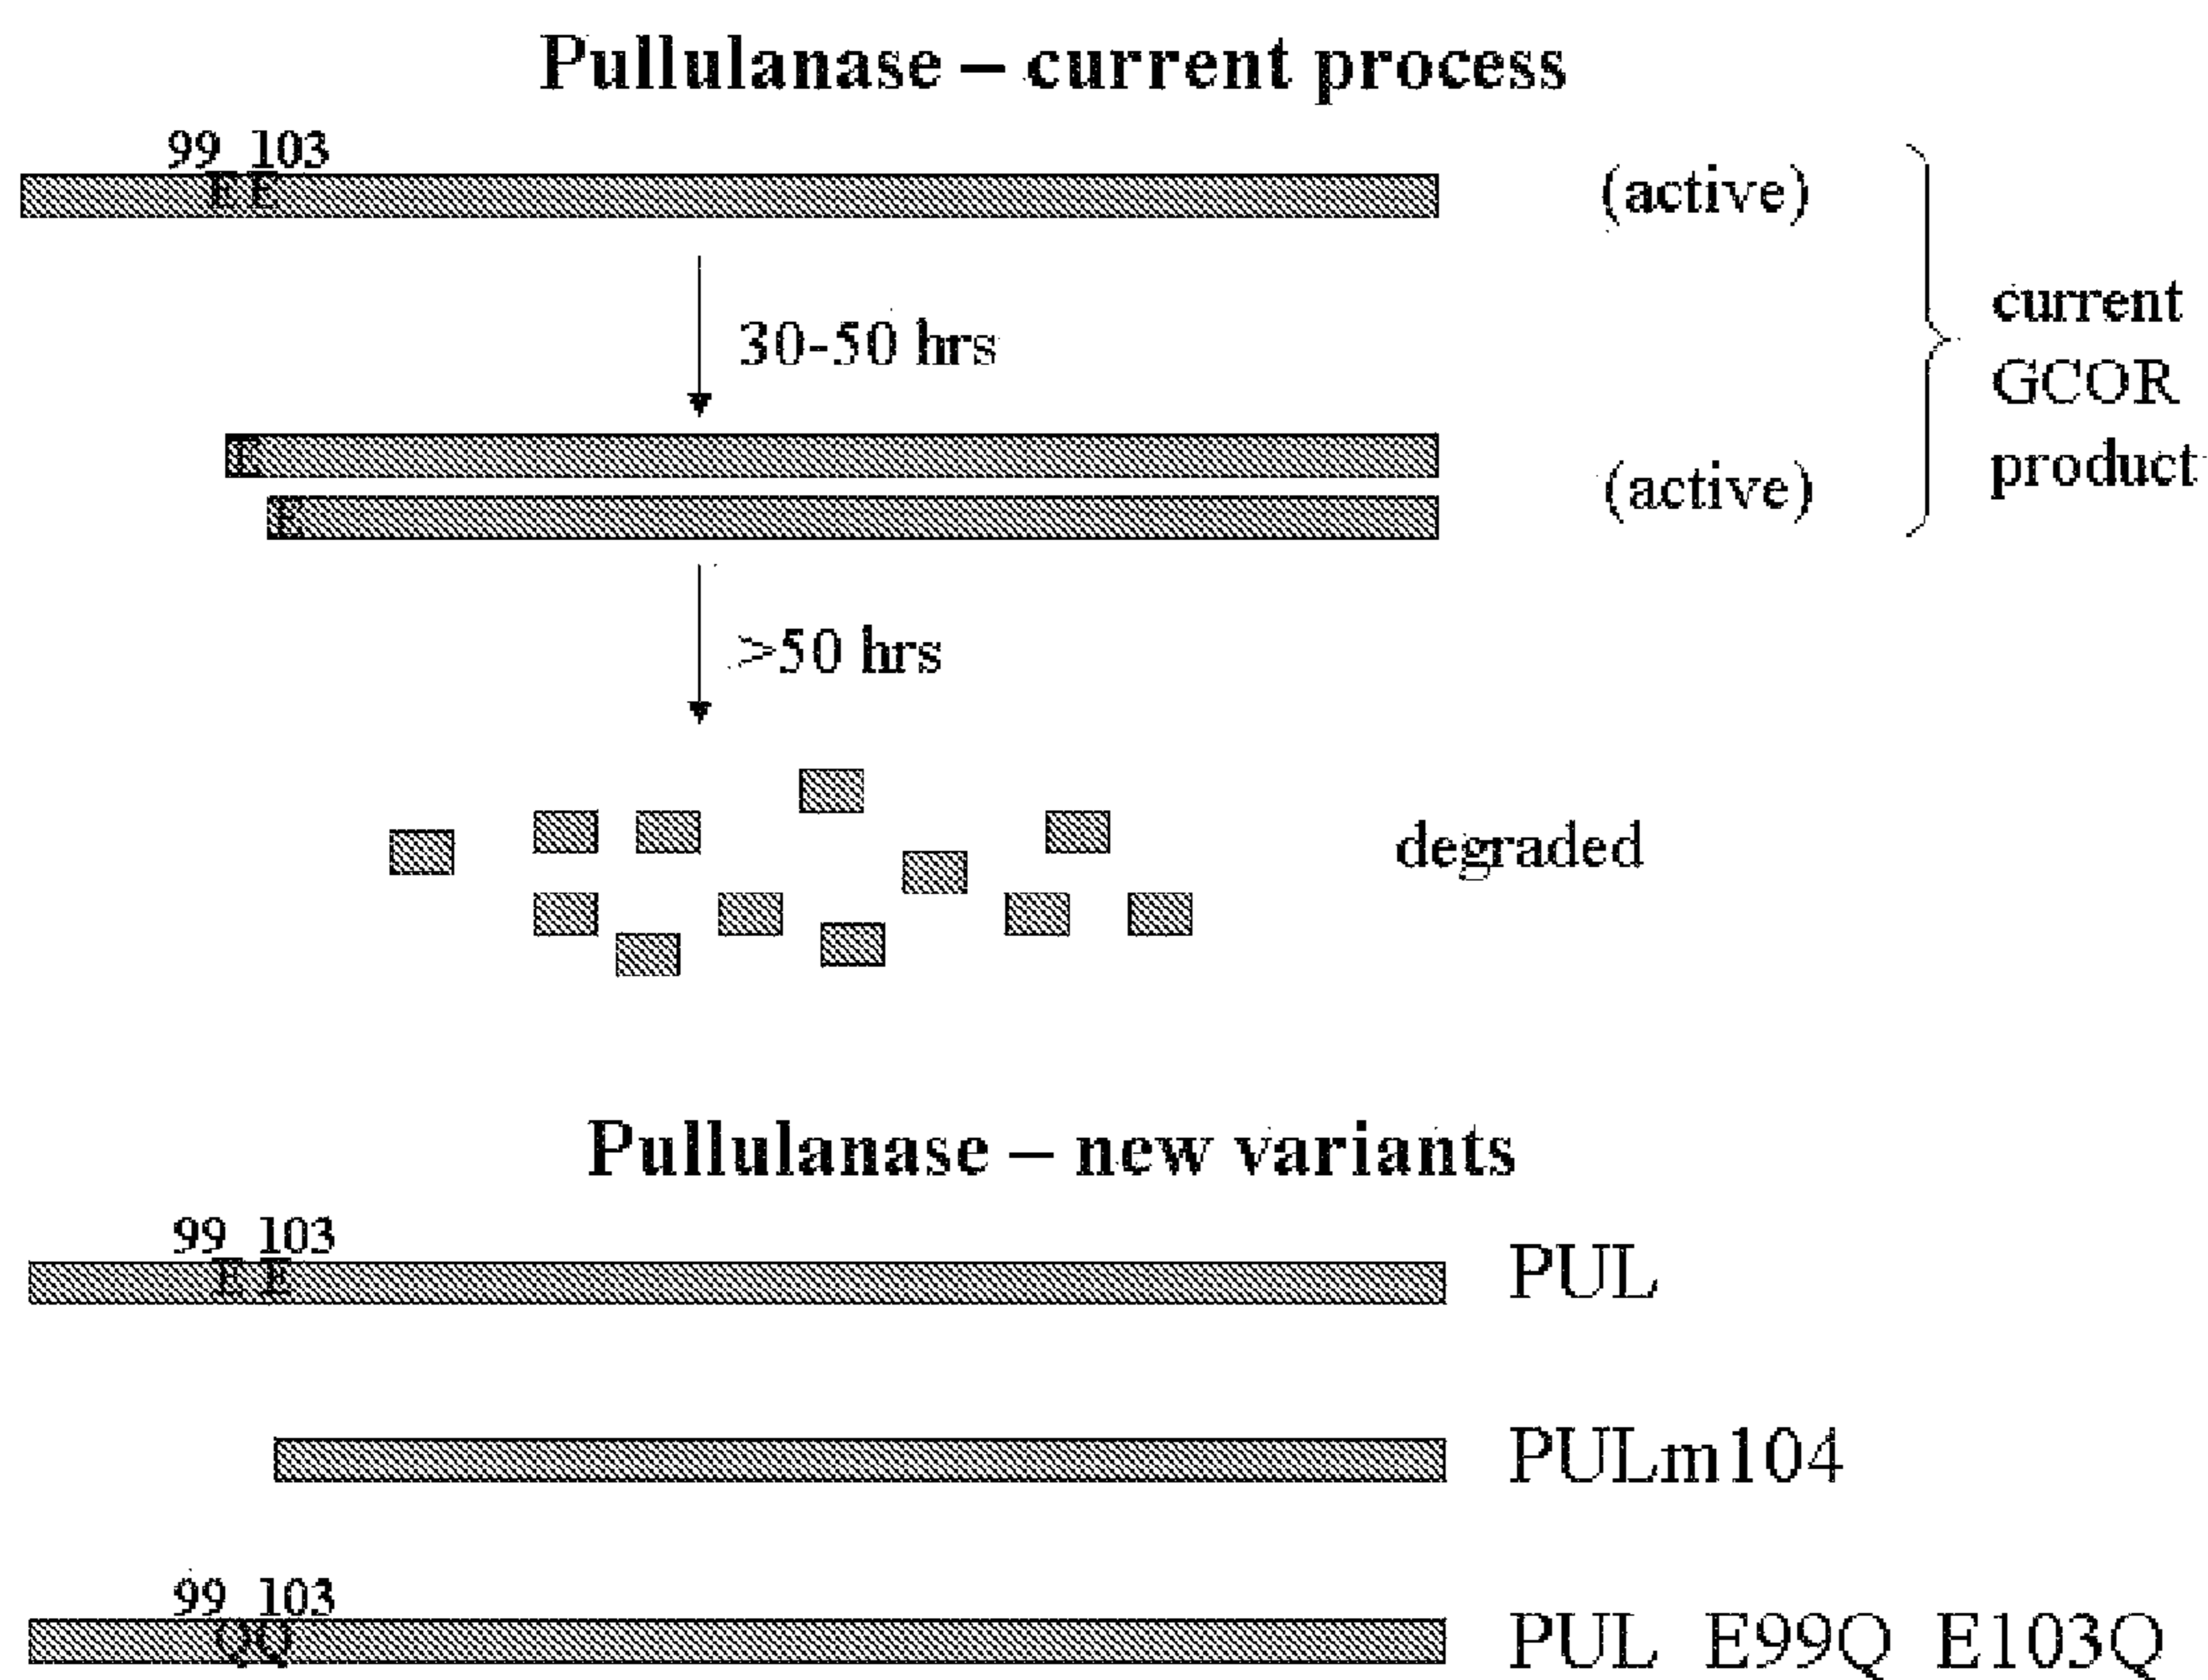 Pullulanase – current process
99 103
E E
(active)
30-50 hrs
current
GCOR
product
E
E
(active)
>50 hrs
degraded
Pullulanase – new variants
99 103
E E
PUL
PULm104
99 103
QQ
PUL E99Q E103Q